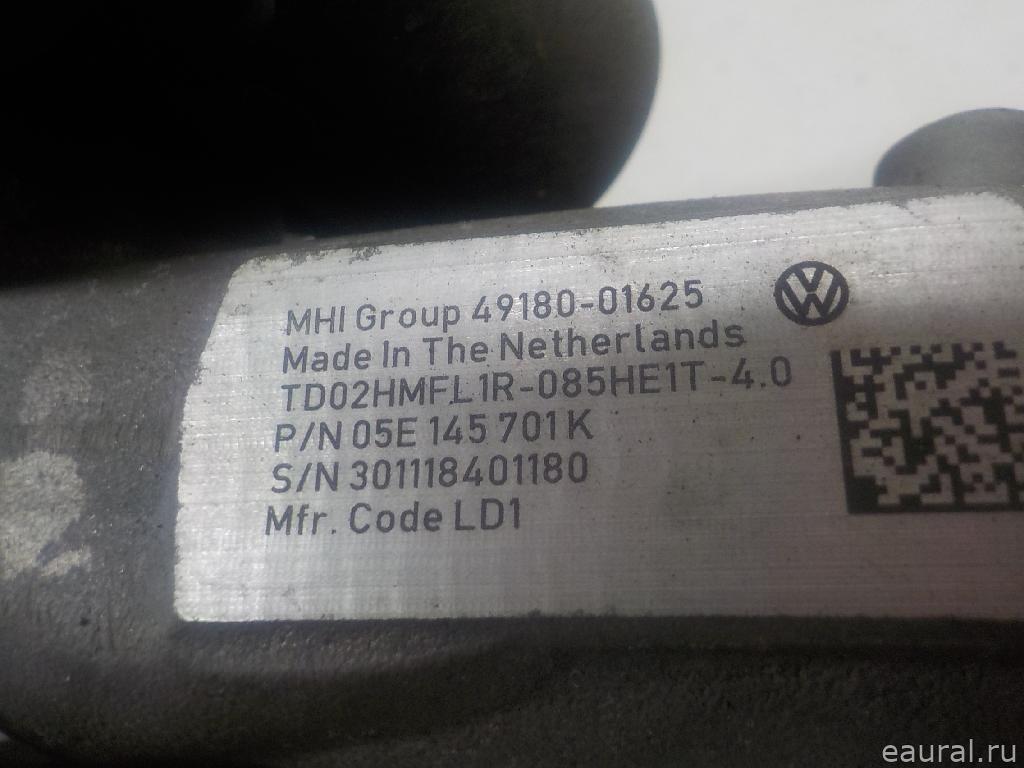 MHI Group 49180-01625
Made In The Netherlands
TD02HMFL1R-085HE1T-4.0
P/N 05E 145 701 K
S/N 301118401180
Mfr. Code LD1
eaural.ru